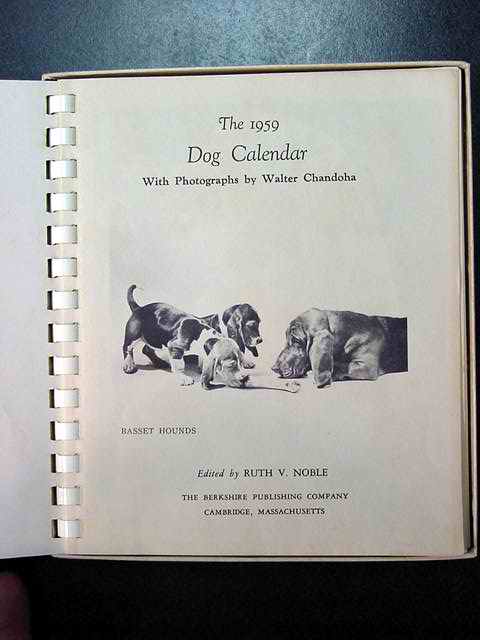 The 1959
Dog Calendar
With Photographs by Walter Chandoha
BASSET HOUNDS
Edited by RUTH V. NOBLE
THE BERKSHIRE PUBLISHING COMPANY
CAMBRIDGE, MASSACHUSETTS